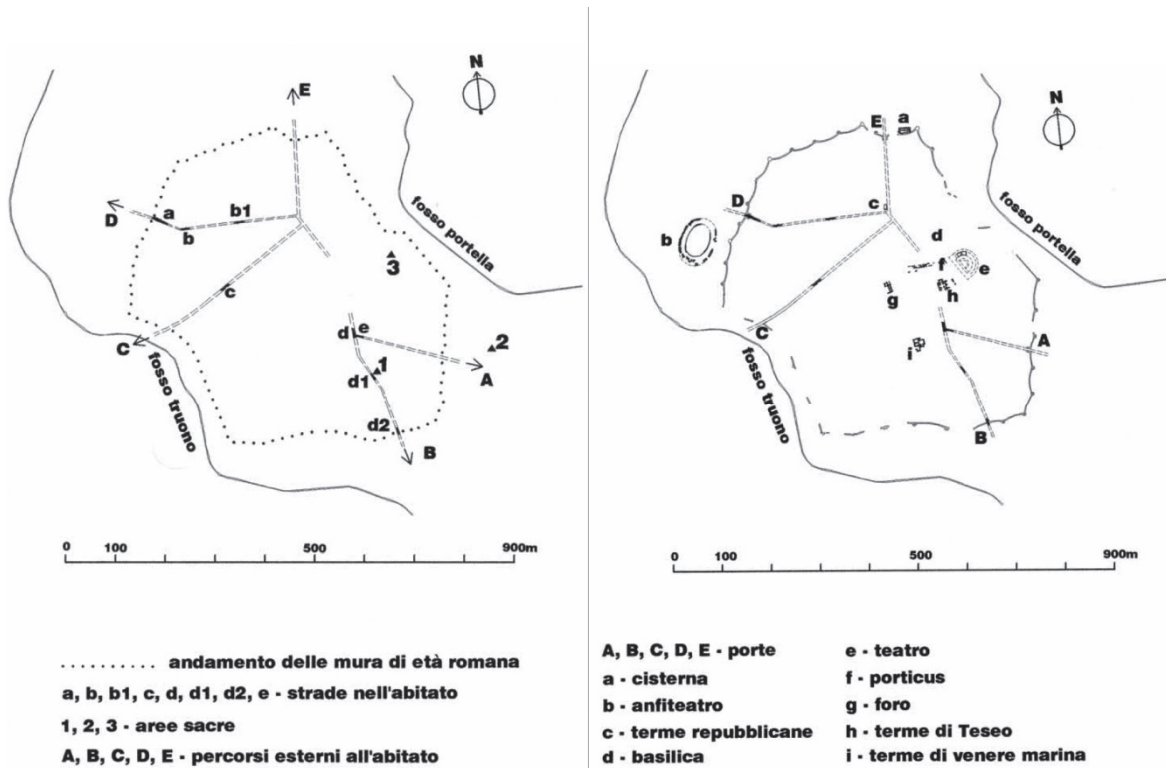 N
E
D
a
b
b1
3
fosso portella
c
C
d
e
2
1
A
d1
fosso truono
d2
B
0 100 500 900m
............... andamento delle mura di età romana
a, b, b1, c, d, d1, d2, e - strade nell'abitato
1, 2, 3 - aree sacre
A, B, C, D, E - percorsi esterni all'abitato
N
E
a
D
c
b
d
fosso portella
f
e
g
h
C
i
A
fosso truono
B
0 100 500 900m
A, B, C, D, E - porte
a - cisterna
b - anfiteatro
c - terme repubblicane
d - basilica
e - teatro
f - porticus
g - foro
h - terme di Teseo
i - terme di venere marina